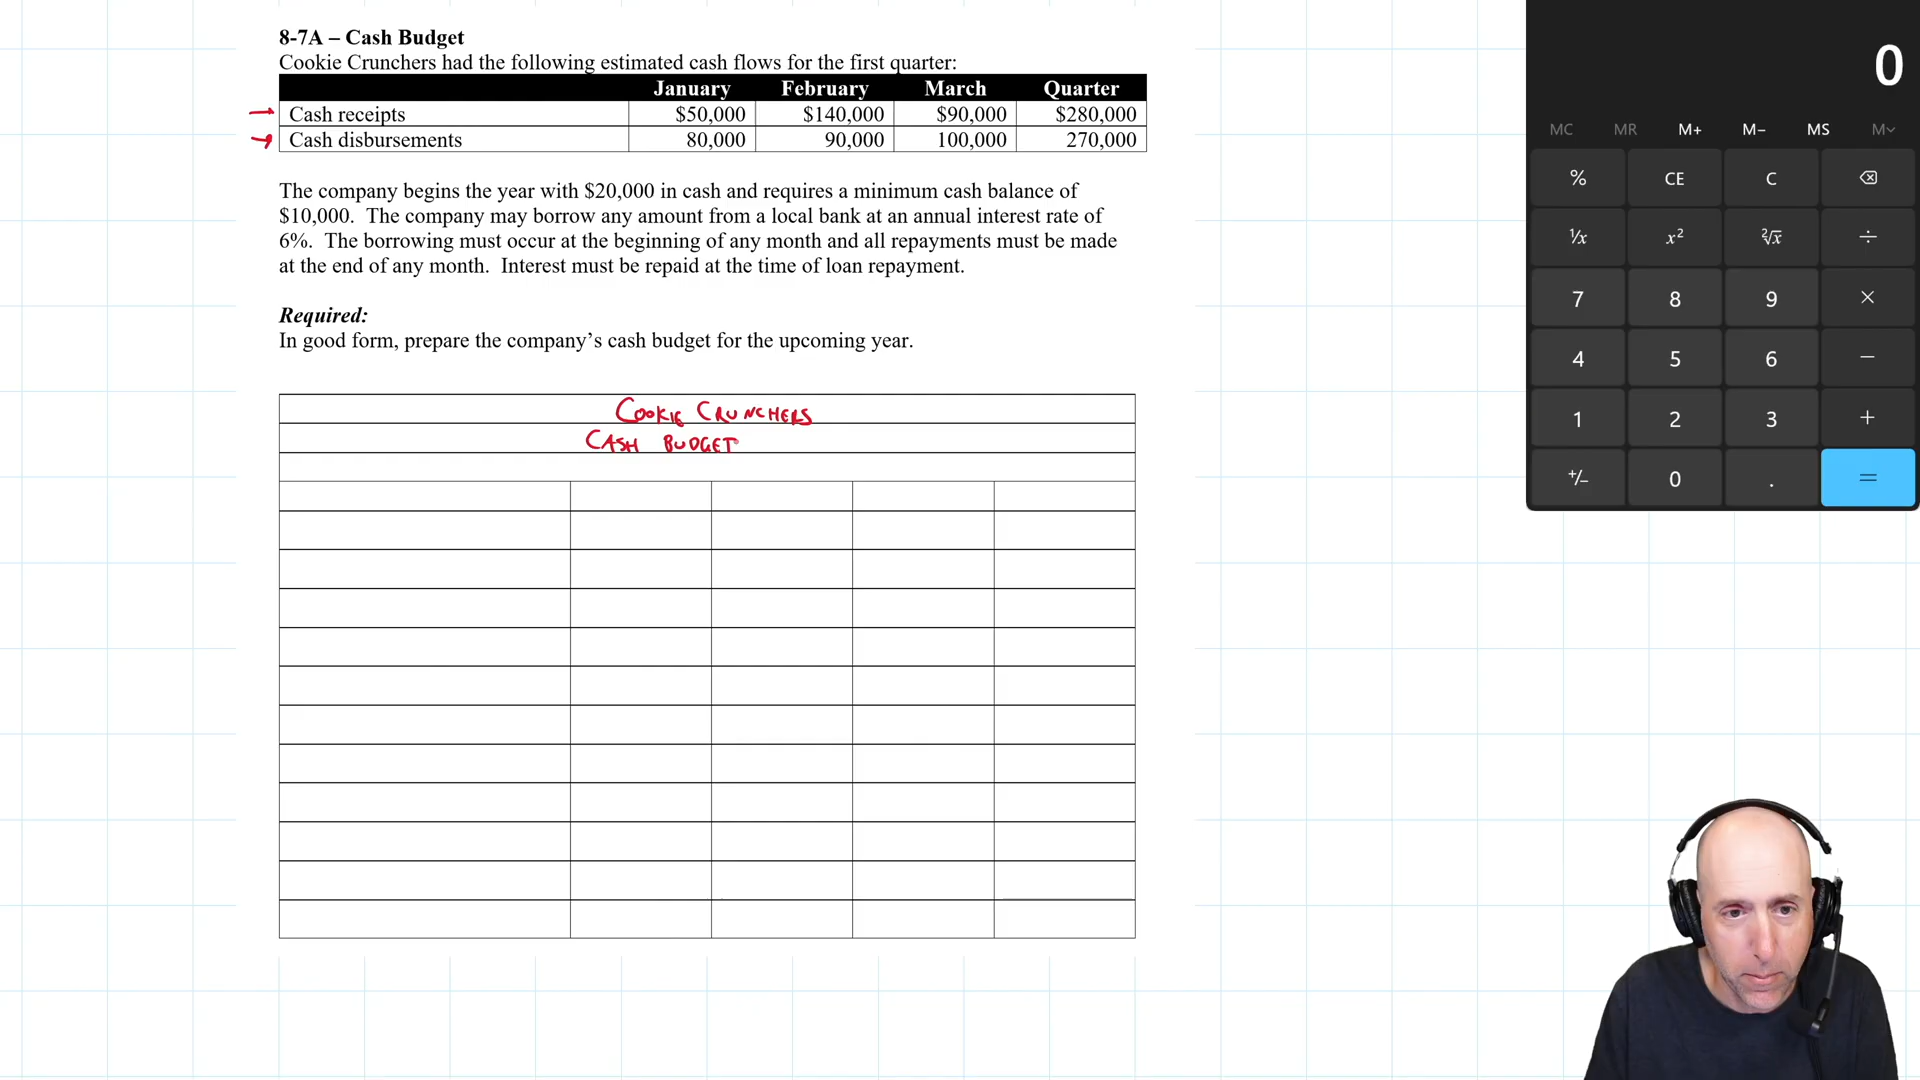 8-7A – Cash Budget
Cookie Crunchers had the following estimated cash flows for the first quarter:
January February March Quarter
Cash receipts $50,000 $140,000 $90,000 $280,000
Cash disbursements 80,000 90,000 100,000 270,000
The company begins the year with $20,000 in cash and requires a minimum cash balance of
$10,000. The company may borrow any amount from a local bank at an annual interest rate of
6%. The borrowing must occur at the beginning of any month and all repayments must be made
at the end of any month. Interest must be repaid at the time of loan repayment.
Required:
In good form, prepare the company's cash budget for the upcoming year.
COOKIE CRUNCHERS
CASH BUDGET
0
MC MR M+ M− MS M˅
% CE C ⌫
⅟x x² ²√x ÷
7 8 9 ×
4 5 6 −
1 2 3 +
+/− 0 . =